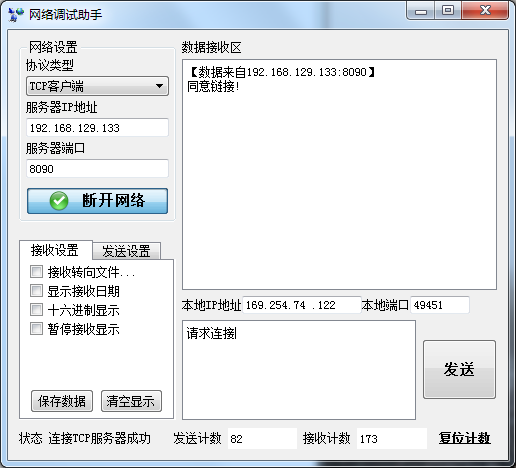 网络调试助手
网络设置
协议类型
TCP客户端
服务器IP地址
192.168.129.133
服务器端口
8090
断开网络
接收设置 发送设置
接收转向文件...
显示接收日期
十六进制显示
暂停接收显示
保存数据 清空显示
数据接收区
【数据来自192.168.129.133:8090】
同意链接!
本地IP地址 169.254.74 .122 本地端口 49451
请求连接
发送
状态 连接TCP服务器成功 发送计数 82 接收计数 173 复位计数